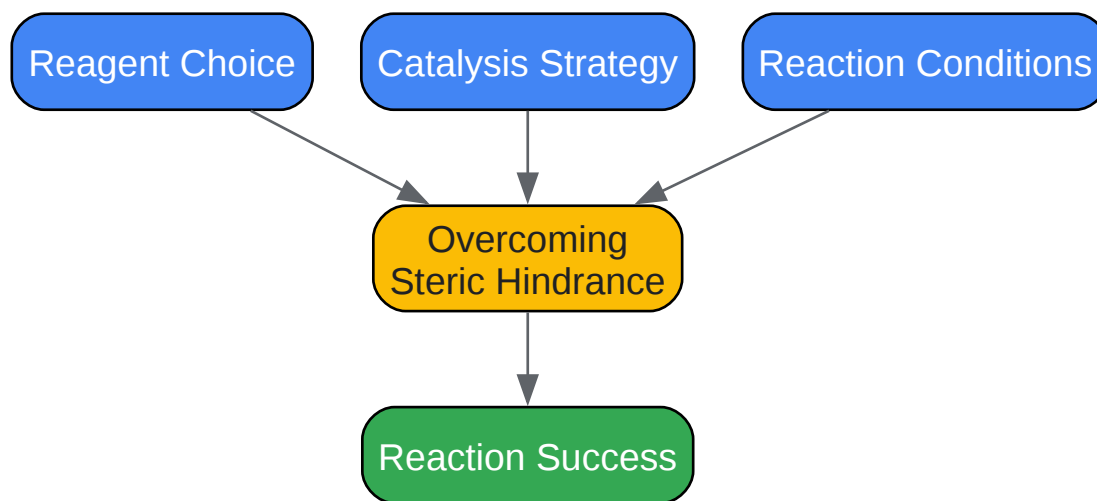 Reagent Choice
Catalysis Strategy
Reaction Conditions
Overcoming
Steric Hindrance
Reaction Success